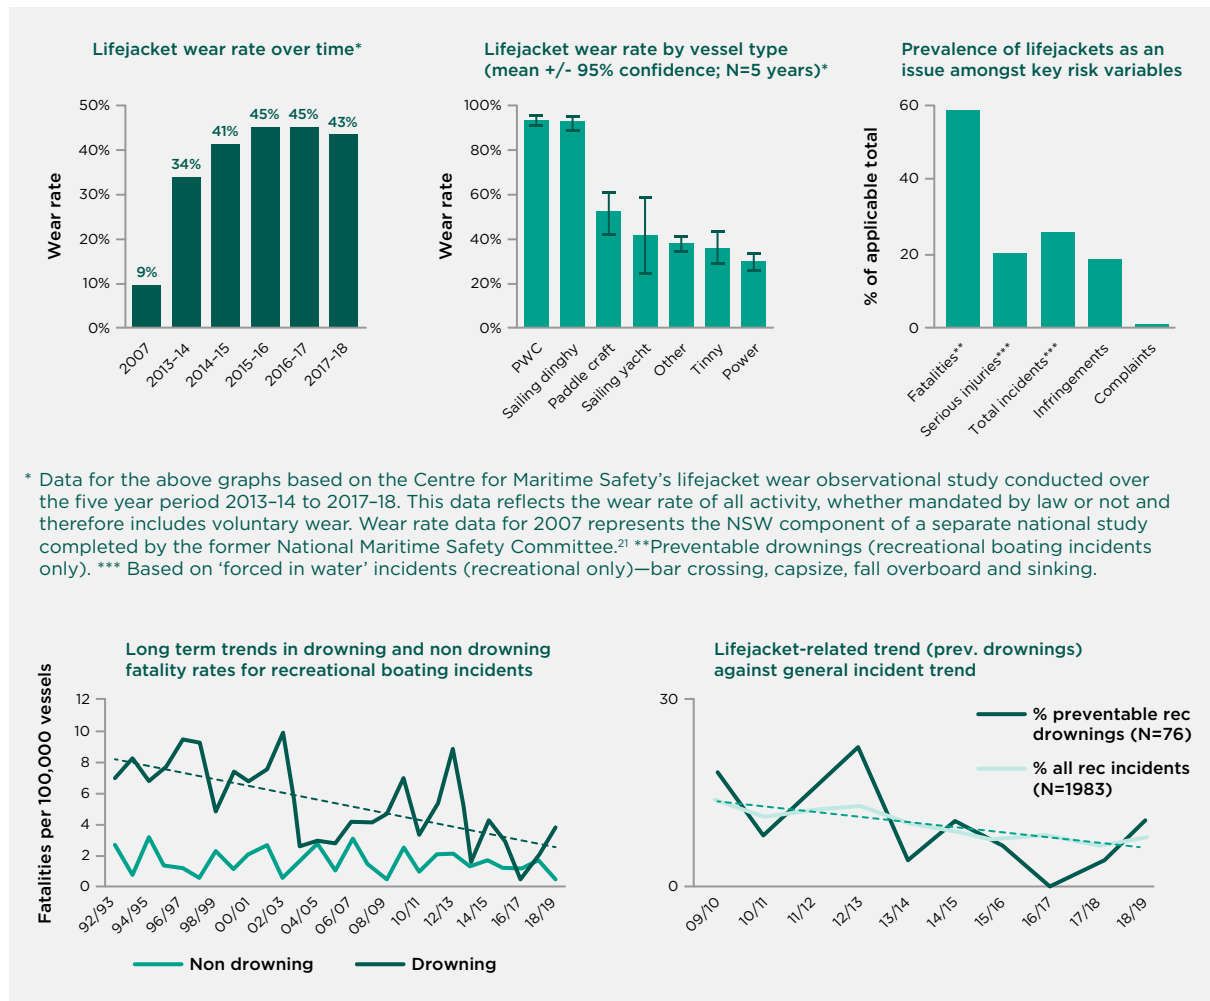 Lifejacket wear rate over time*
50%
40%
30%
20%
10%
0%
Wear rate
9%
34%
41%
45%
45%
43%
2007
2013–14
2014–15
2015–16
2016–17
2017–18
Lifejacket wear rate by vessel type
(mean +/- 95% confidence; N=5 years)*
100%
80%
60%
40%
20%
0%
Wear rate
PWC
Sailing dinghy
Paddle craft
Sailing yacht
Other
Tinny
Power
Prevalence of lifejackets as an
issue amongst key risk variables
60
40
20
0
% of applicable total
Fatalities**
Serious injuries***
Total incidents***
Infringements
Complaints
* Data for the above graphs based on the Centre for Maritime Safety’s lifejacket wear observational study conducted over
the five year period 2013–14 to 2017–18. This data reflects the wear rate of all activity, whether mandated by law or not and
therefore includes voluntary wear. Wear rate data for 2007 represents the NSW component of a separate national study
completed by the former National Maritime Safety Committee.²¹ **Preventable drownings (recreational boating incidents
only). *** Based on ‘forced in water’ incidents (recreational only)—bar crossing, capsize, fall overboard and sinking.
Long term trends in drowning and non drowning
fatality rates for recreational boating incidents
Fatalities per 100,000 vessels
12
10
8
6
4
2
0
92/93
94/95
96/97
98/99
00/01
02/03
04/05
06/07
08/09
10/11
12/13
14/15
16/17
18/19
Non drowning
Drowning
Lifejacket-related trend (prev. drownings)
against general incident trend
30
0
% preventable rec
drownings (N=76)
% all rec incidents
(N=1983)
09/10
10/11
11/12
12/13
13/14
14/15
15/16
16/17
17/18
18/19